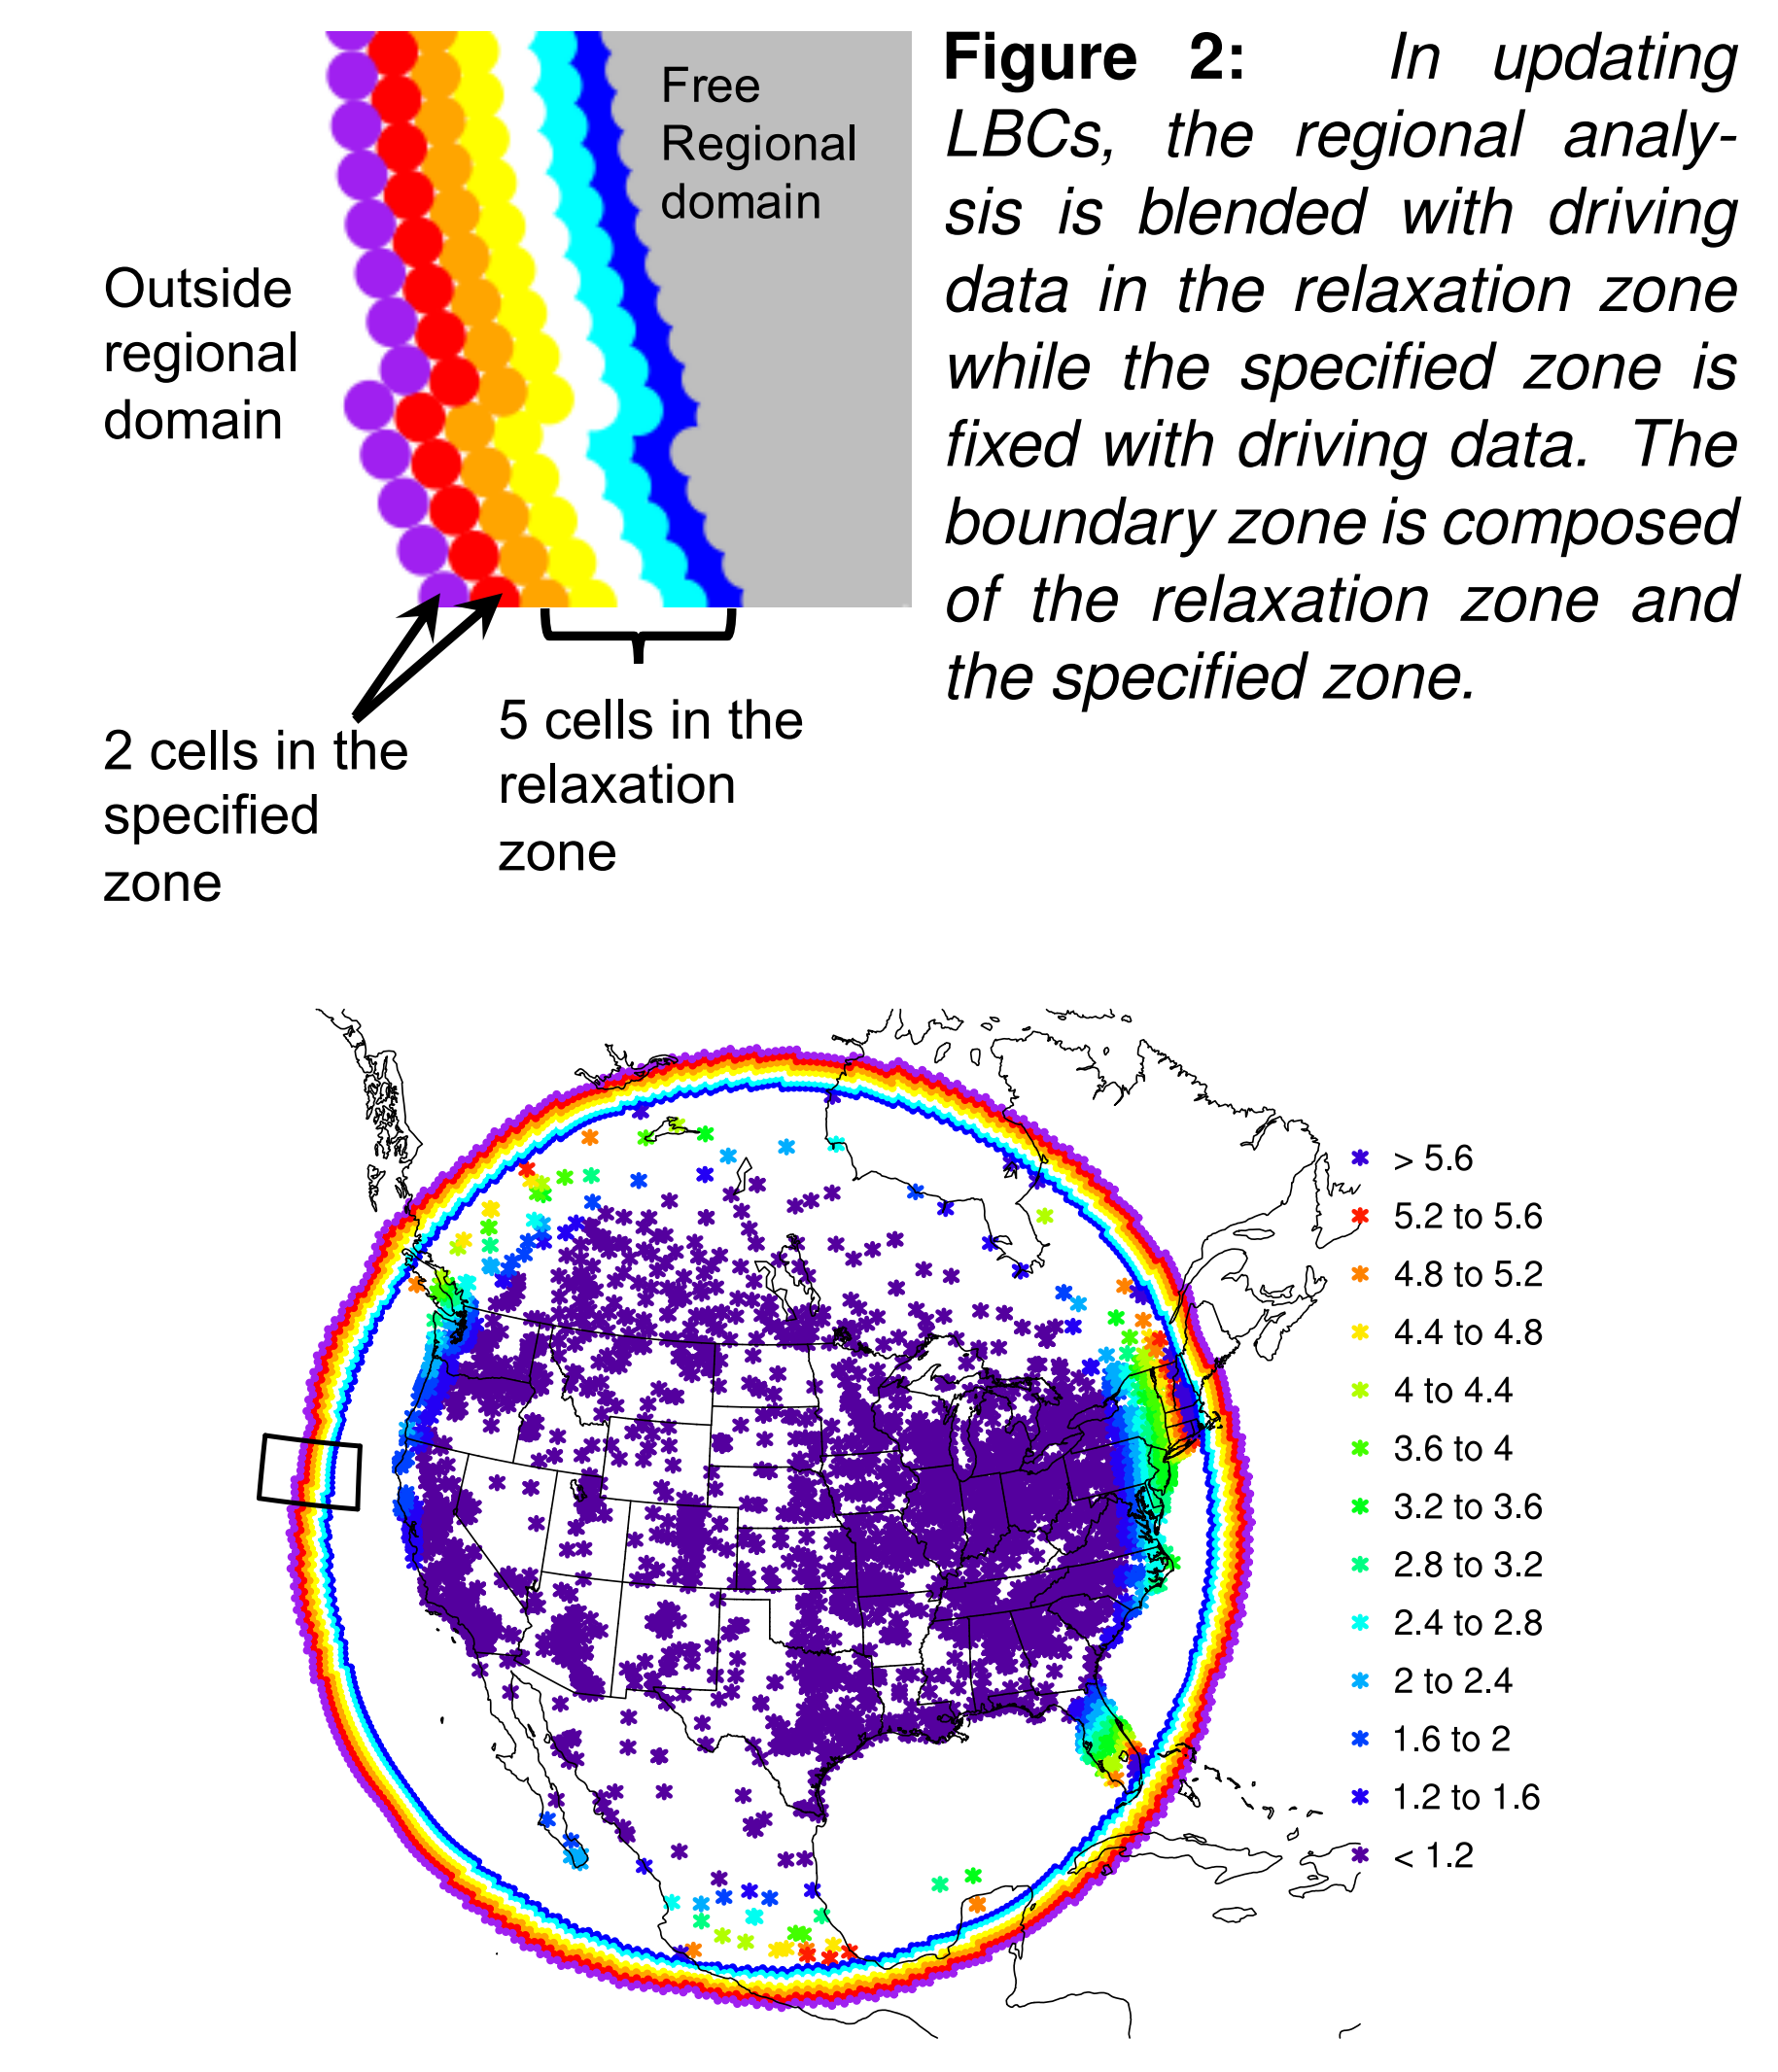 Free
Regional
domain
Outside
regional
domain
2 cells in the
specified
zone
5 cells in the
relaxation
zone
Figure 2: In updating
LBCs, the regional analy-
sis is blended with driving
data in the relaxation zone
while the specified zone is
fixed with driving data. The
boundary zone is composed
of the relaxation zone and
the specified zone.
> 5.6
5.2 to 5.6
4.8 to 5.2
4.4 to 4.8
4 to 4.4
3.6 to 4
3.2 to 3.6
2.8 to 3.2
2.4 to 2.8
2 to 2.4
1.6 to 2
1.2 to 1.6
< 1.2